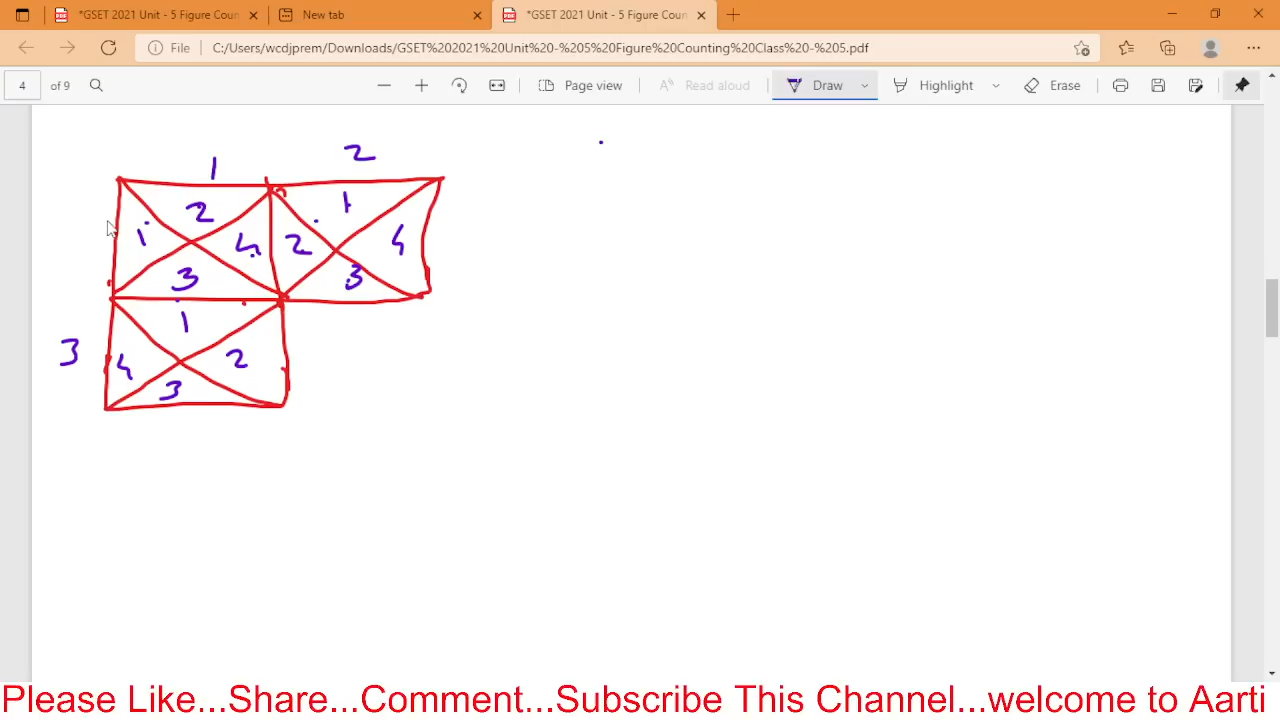 *GSET 2021 Unit - 5 Figure Coun
New tab
*GSET 2021 Unit - 5 Figure Coun
File
C:/Users/wcdjprem/Downloads/GSET%202021%20Unit%20-%205%20Figure%20Counting%20Class%20-%205.pdf
4 of 9
Page view
Read aloud
Draw
Highlight
Erase
1 2
2 1
1 4 2 4
3 3
1
3 4 2
3
Please Like...Share...Comment...Subscribe This Channel...welcome to Aarti